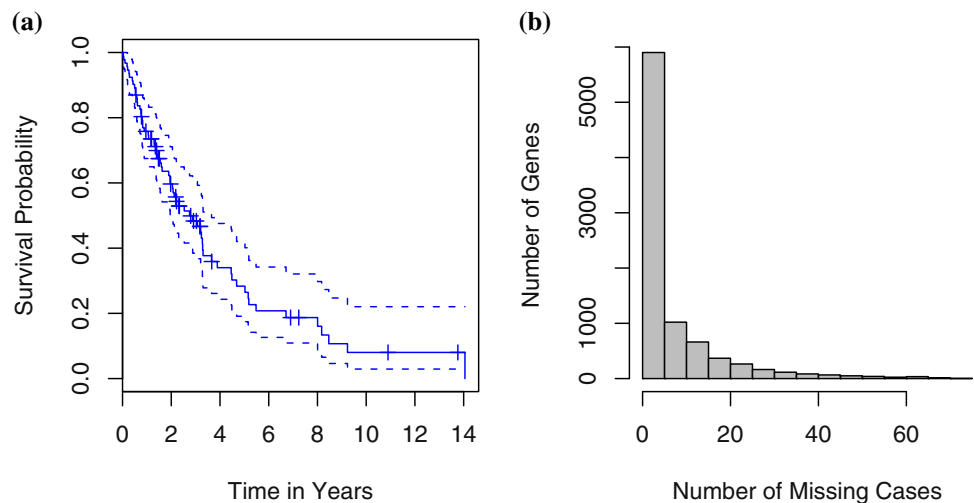 (a)
Survival Probability
1.0
0.8
0.6
0.4
0.2
0.0
0 2 4 6 8 10 12 14
Time in Years
(b)
Number of Genes
5000
3000
1000
0
0 20 40 60
Number of Missing Cases